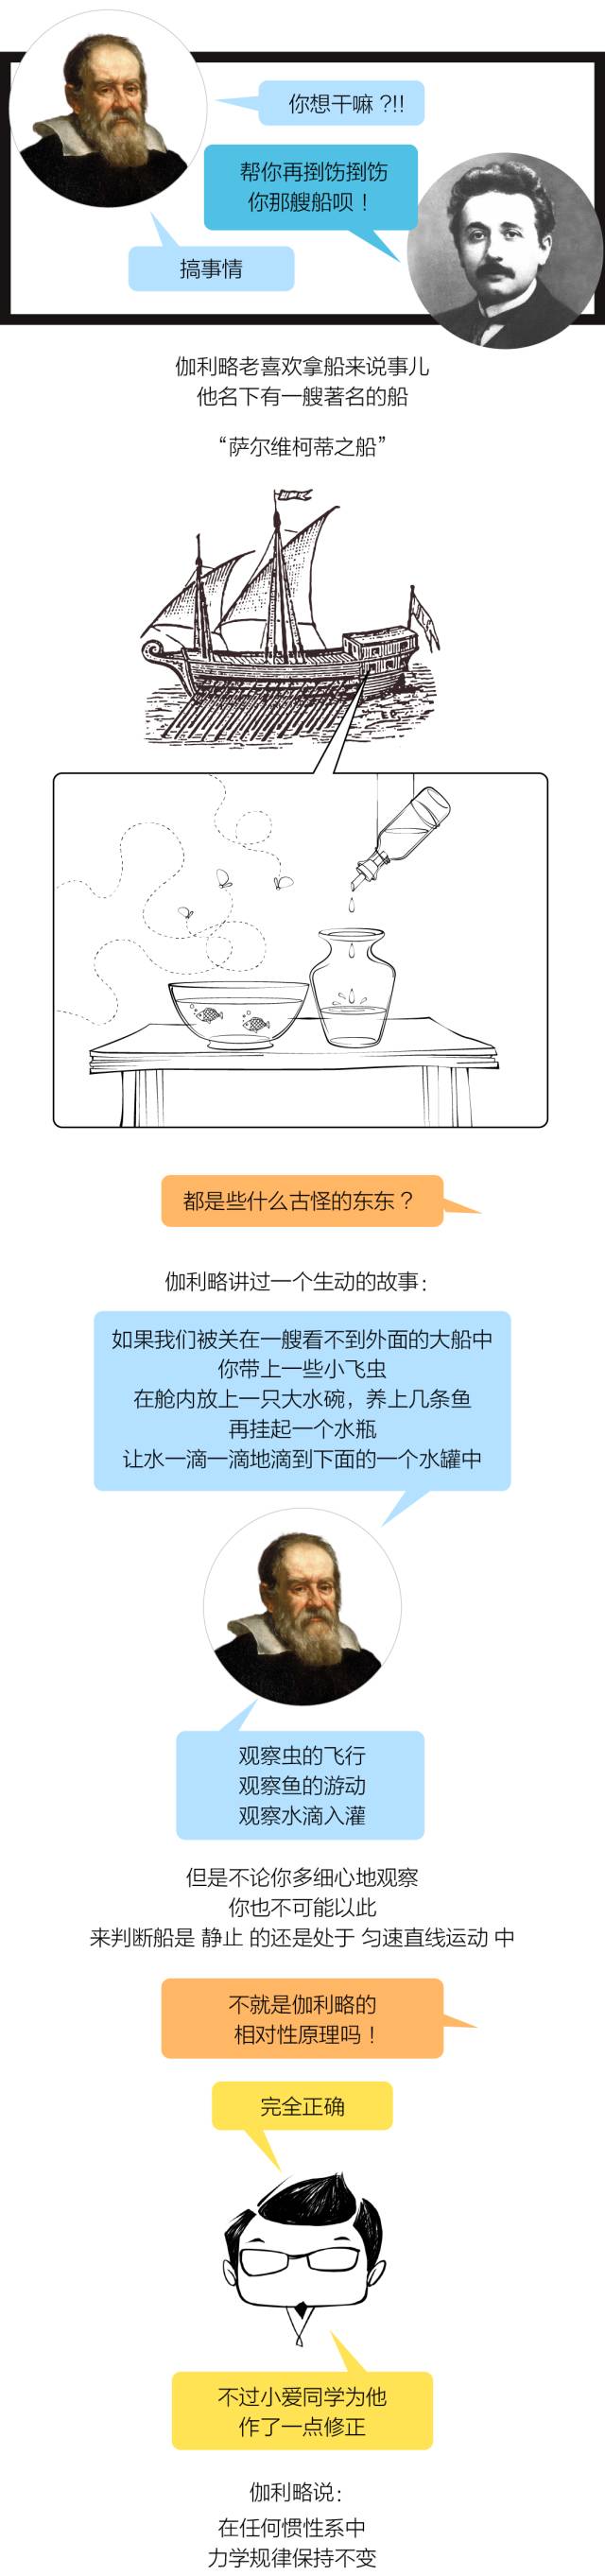 你想干嘛?!!
帮你再捯饬捯饬
你那艘船呗！
搞事情
伽利略老喜欢拿船来说事儿
他名下有一艘著名的船
“萨尔维柯蒂之船”
都是些什么古怪的东东？
伽利略讲过一个生动的故事：
如果我们被关在一艘看不到外面的大船中
你带上一些小飞虫
在舱内放上一只大水碗，养上几条鱼
再挂起一个水瓶
让水一滴一滴地滴到下面的一个水罐中
观察虫的飞行
观察鱼的游动
观察水滴入灌
但是不论你多细心地观察
你也不可能以此
来判断船是 静止 的还是处于 匀速直线运动 中
不就是伽利略的
相对性原理吗！
完全正确
不过小爱同学为他
作了一点修正
伽利略说：
在任何惯性系中
力学规律保持不变